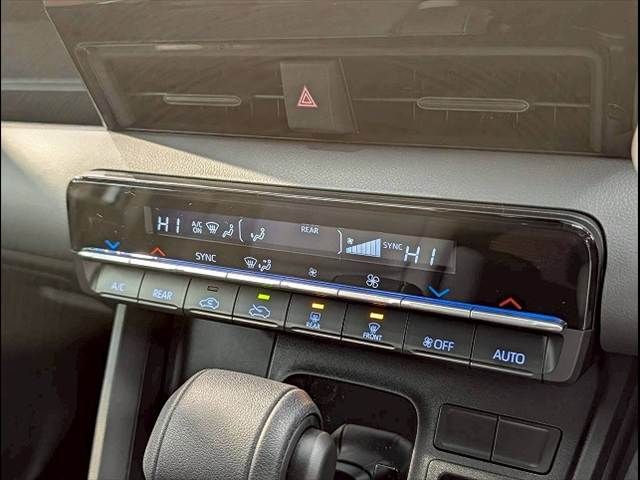 HI A/C ON REAR SYNC HI
SYNC
A/C REAR REAR FRONT OFF AUTO